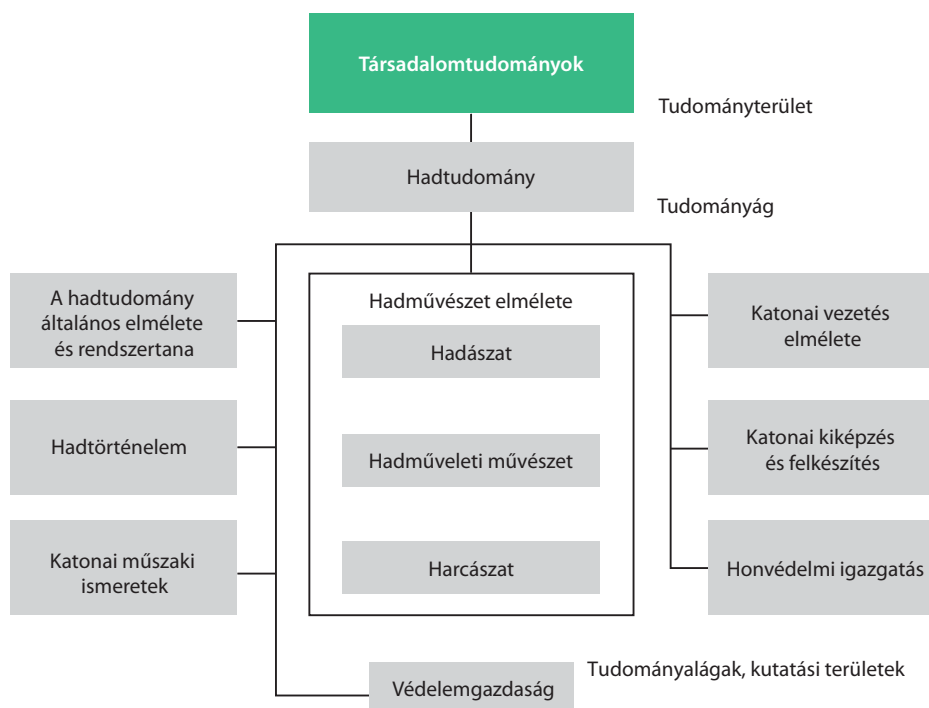 Társadalomtudományok
Tudományterület
Hadtudomány
Tudományág
A hadtudomány
általános elmélete
és rendszertana
Hadtörténelem
Katonai műszaki
ismeretek
Hadművészet elmélete
Hadászat
Hadműveleti művészet
Harcászat
Katonai vezetés
elmélete
Katonai kiképzés
és felkészítés
Honvédelmi igazgatás
Védelemgazdaság
Tudományalágak, kutatási területek